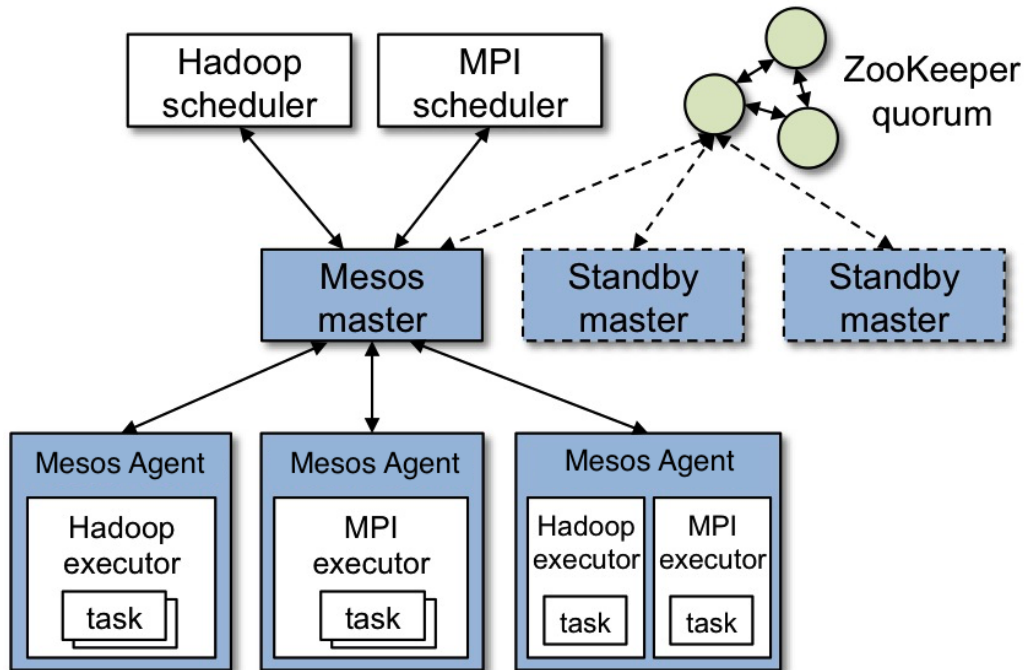 Hadoop
scheduler
MPI
scheduler
ZooKeeper
quorum
Mesos
master
Standby
master
Standby
master
Mesos Agent
Hadoop
executor
task
Mesos Agent
MPI
executor
task
Mesos Agent
Hadoop
executor
task
MPI
executor
task